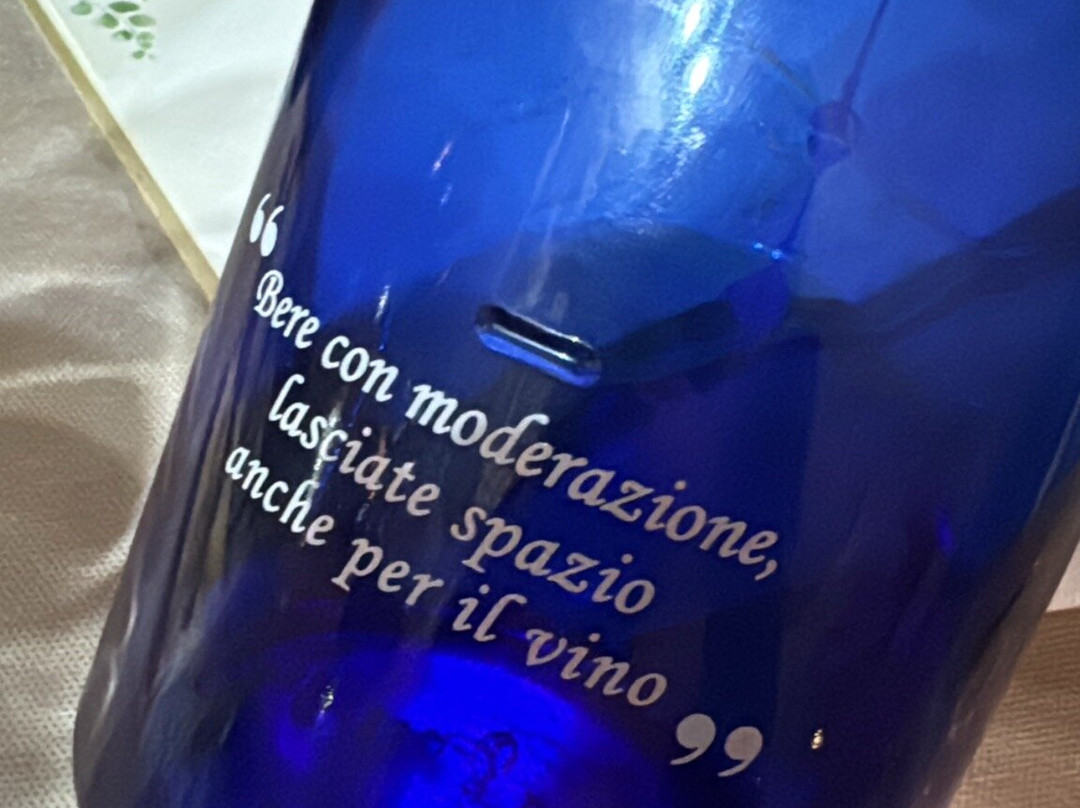 “
Bere con moderazione,
lasciate spazio
anche per il vino
”